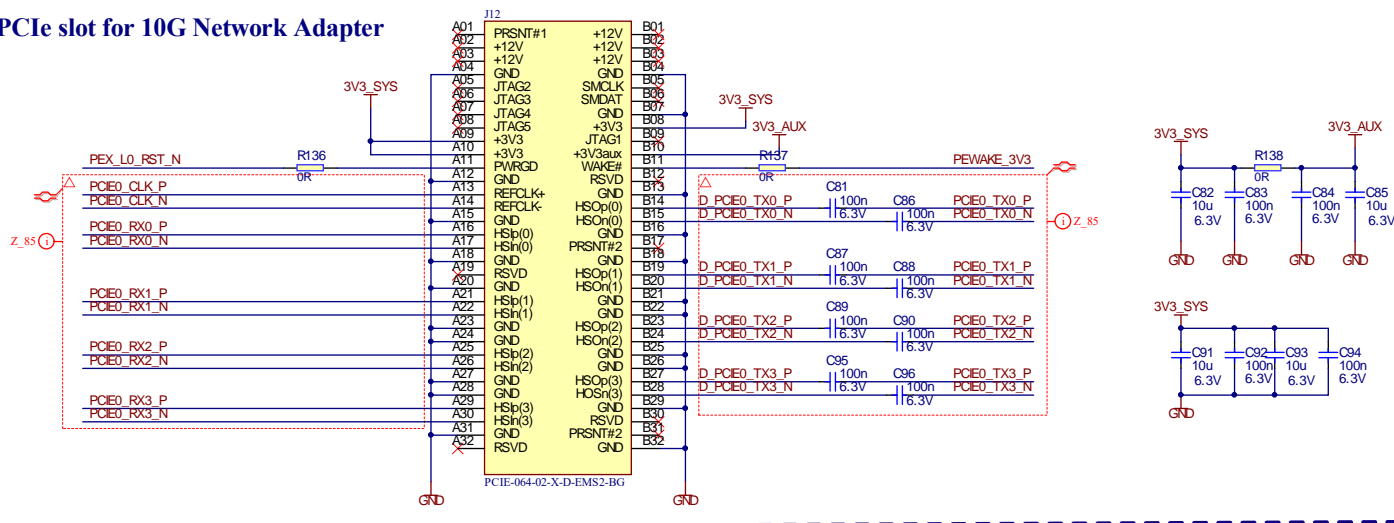 PCIe slot for 10G Network Adapter
J12
A01 PRSNT#1 +12V B01
A02 +12V +12V B02
A03 +12V +12V B03
A04 GND GND B04
A05 JTAG2 SMCLK B05
A06 JTAG3 SMDAT B06
A07 JTAG4 GND B07
A08 JTAG5 +3V3 B08
A09 +3V3 JTAG1 B09
A10 +3V3 +3V3aux B10
A11 PWRGD WAKE# B11
A12 GND RSVD B12
A13 REFCLK+ GND B13
A14 REFCLK- HSOp(0) B14
A15 GND HSOn(0) B15
A16 HSIp(0) GND B16
A17 HSIn(0) PRSNT#2 B17
A18 GND GND B18
A19 RSVD HSOp(1) B19
A20 GND HSOn(1) B20
A21 HSIp(1) GND B21
A22 HSIn(1) GND B22
A23 GND HSOp(2) B23
A24 GND HSOn(2) B24
A25 HSIp(2) GND B25
A26 HSIn(2) GND B26
A27 GND HSOp(3) B27
A28 GND HOSn(3) B28
A29 HSIp(3) GND B29
A30 HSIn(3) RSVD B30
A31 GND PRSNT#2 B31
A32 RSVD GND B32
PCIE-064-02-X-D-EMS2-BG
3V3_SYS
PEX_L0_RST_N
R136
0R
PCIE0_CLK_P
PCIE0_CLK_N
PCIE0_RX0_P
Z_85 i
PCIE0_RX0_N
PCIE0_RX1_P
PCIE0_RX1_N
PCIE0_RX2_P
PCIE0_RX2_N
PCIE0_RX3_P
PCIE0_RX3_N
GND
GND
3V3_SYS
3V3_AUX
R137
0R
PEWAKE_3V3
D_PCIE0_TX0_P C81 100n 6.3V PCIE0_TX0_P
D_PCIE0_TX0_N C86 100n 6.3V PCIE0_TX0_N
i Z_85
D_PCIE0_TX1_P C87 100n 6.3V PCIE0_TX1_P
D_PCIE0_TX1_N C88 100n 6.3V PCIE0_TX1_N
D_PCIE0_TX2_P C89 100n 6.3V PCIE0_TX2_P
D_PCIE0_TX2_N C90 100n 6.3V PCIE0_TX2_N
D_PCIE0_TX3_P C95 100n 6.3V PCIE0_TX3_P
D_PCIE0_TX3_N C96 100n 6.3V PCIE0_TX3_N
3V3_SYS 3V3_AUX
R138
0R
C82 C83 C84 C85
10u 100n 100n 10u
6.3V 6.3V 6.3V 6.3V
GND GND GND GND
3V3_SYS
C91 C92 C93 C94
10u 100n 10u 100n
6.3V 6.3V 6.3V 6.3V
GND